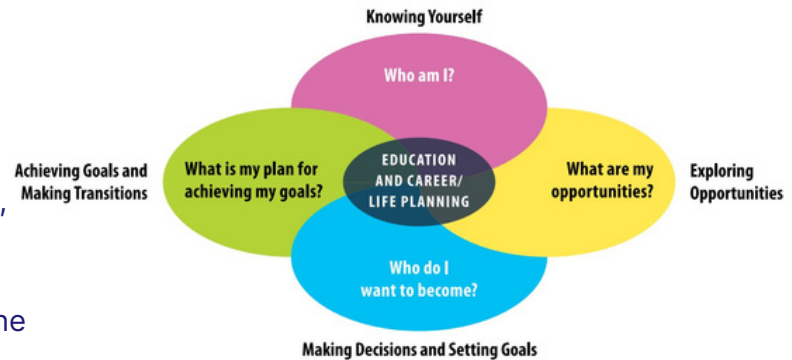 Knowing Yourself
Who am I?
Achieving Goals and
Making Transitions
What is my plan for
achieving my goals?
EDUCATION
AND CAREER/
LIFE PLANNING
What are my
opportunities?
Exploring
Opportunities
,
Who do I
want to become?
Making Decisions and Setting Goals